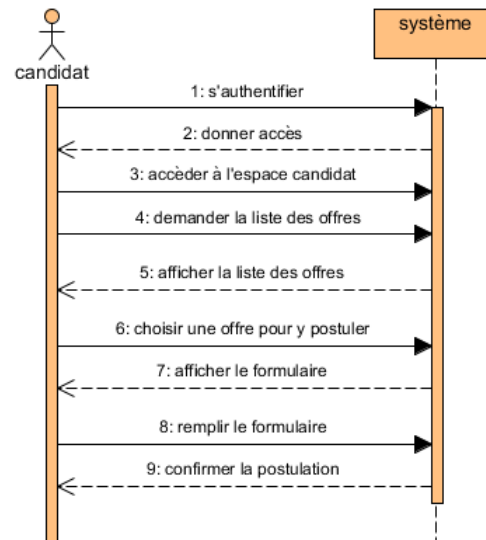 système
candidat
1: s'authentifier
2: donner accès
3: accèder à l'espace candidat
4: demander la liste des offres
5: afficher la liste des offres
6: choisir une offre pour y postuler
7: afficher le formulaire
8: remplir le formulaire
9: confirmer la postulation